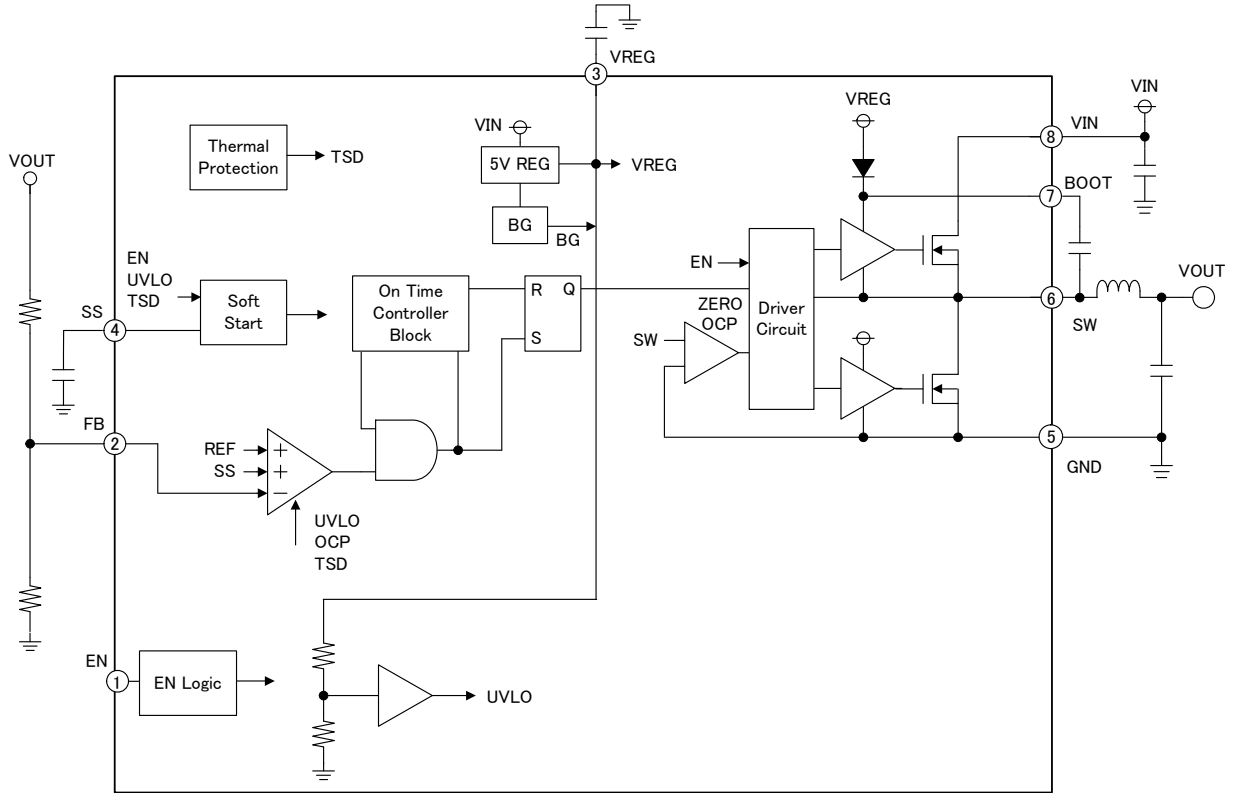 VREG
3
VREG
VIN
8
VIN
Thermal
Protection
TSD
VIN
5V REG
VREG
VOUT
7
BOOT
BG
BG
EN
UVLO
TSD
Soft
Start
On Time
Controller
Block
R
Q
S
EN
Driver
Circuit
ZERO
OCP
SW
VOUT
6
SW
SS
4
FB
2
REF
SS
+
+
−
UVLO
OCP
TSD
5
GND
EN
1
EN Logic
UVLO